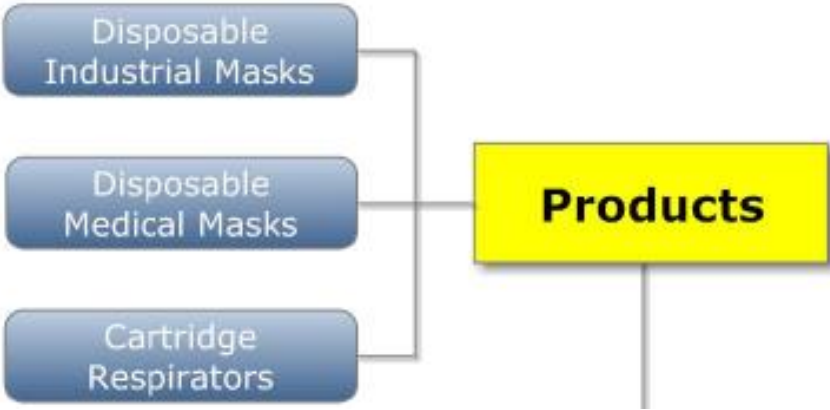 Disposable
Industrial Masks
Disposable
Medical Masks
Products
Cartridge
Respirators